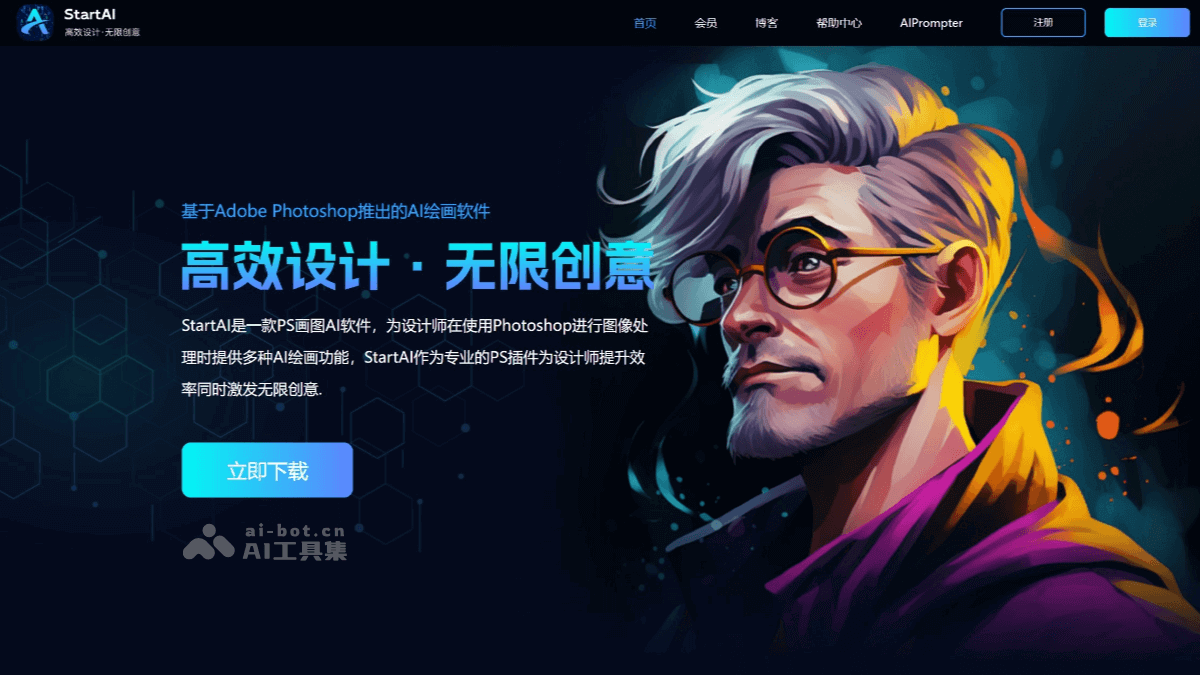 StartAI
高效设计·无限创意
首页
会员
博客
帮助中心
AIPrompter
注册
登录
基于Adobe Photoshop推出的AI绘画软件
高效设计·无限创意
StartAI是一款PS画图AI软件，为设计师在使用Photoshop进行图像处
理时提供多种AI绘画功能，StartAI作为专业的PS插件为设计师提升效
率同时激发无限创意.
立即下载
ai-bot.cn
AI工具集